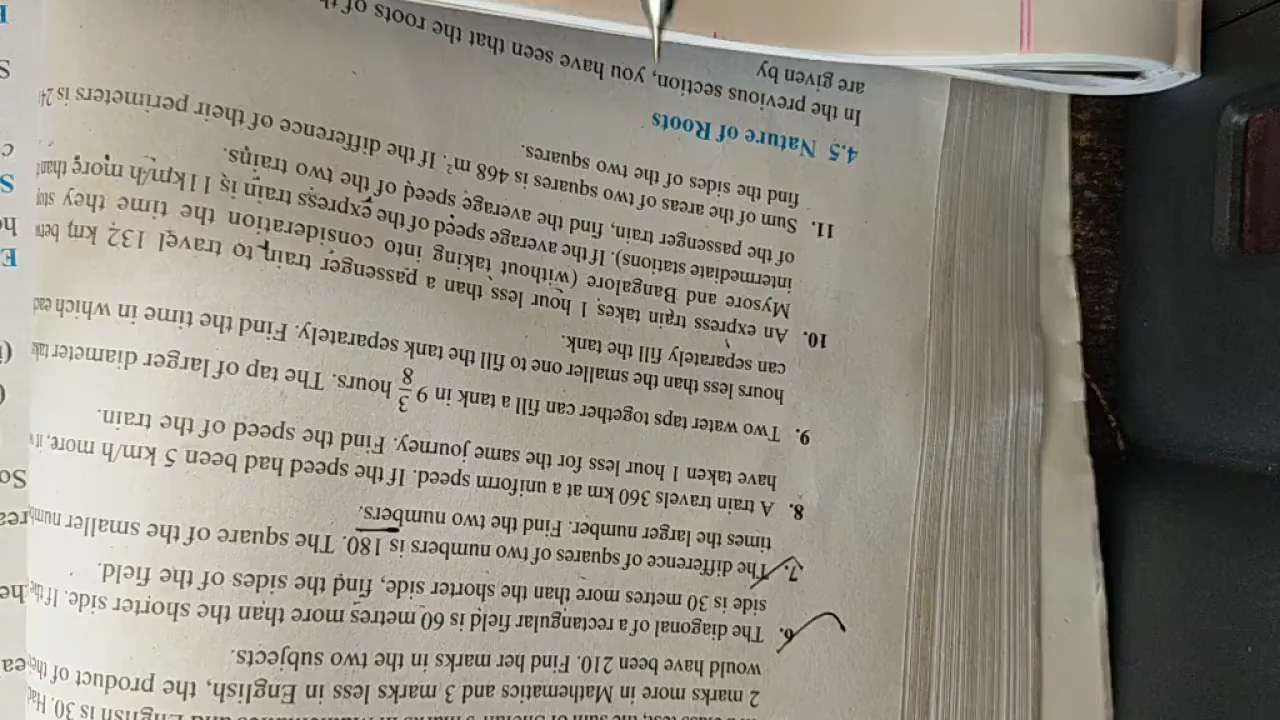 English is 30. Had
2 marks more in Mathematics and 3 marks less in English, the product of
would have been 210. Find her marks in the two subjects.
6. The diagonal of a rectangular field is 60 metres more than the shorter side. If the
side is 30 metres more than the shorter side, find the sides of the field.
7. The difference of squares of two numbers is 180. The square of the smaller
times the larger number. Find the two numbers.
8. A train travels 360 km at a uniform speed. If the speed had been 5 km/h more, it
have taken 1 hour less for the same journey. Find the speed of the train.
9. Two water taps together can fill a tank in 9 3/8 hours. The tap of larger diameter
hours less than the smaller one to fill the tank separately. Find the time in which
can separately fill the tank.
10. An express train takes 1 hour less than a passenger train to travel 132 km
Mysore and Bangalore (without taking into consideration the time they
intermediate stations). If the average speed of the express train is 11km/h more than
of the passenger train, find the average speed of the two trains.
11. Sum of the areas of two squares is 468 m². If the difference of their perimeters is
find the sides of the two squares.
4.5 Nature of Roots
In the previous section, you have seen that the roots of
are given by